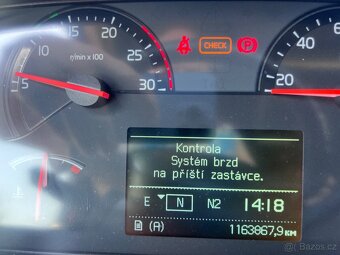 5 10 15 20 25 30
r/min x 100
CHECK
P
20 40 60
Kontrola
Systém brzd
na příští zastávce.
E N N2 14:18
(A) 1163867,9 KM
Bazoš.cz